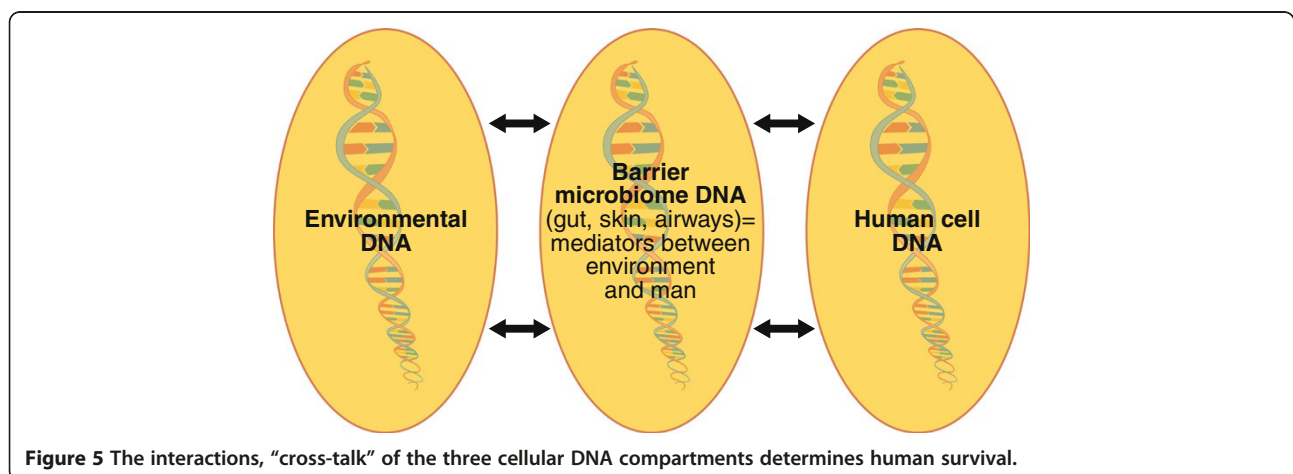 Environmental
DNA
Barrier
microbiome DNA
(gut, skin, airways)=
mediators between
environment
and man
Human cell
DNA
Figure 5 The interactions, “cross-talk” of the three cellular DNA compartments determines human survival.